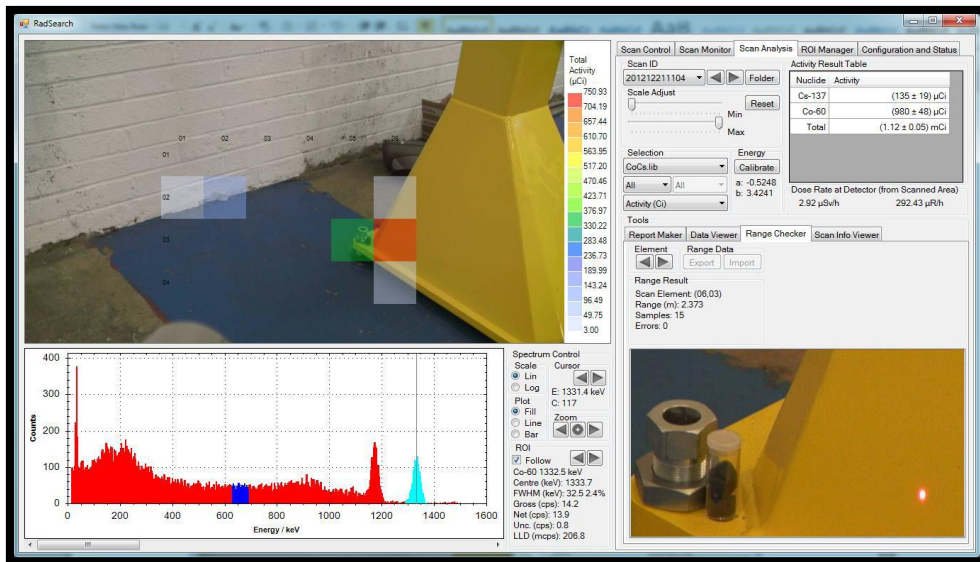 RadSearch
Total
Activity
(µCi)
750.93
704.19
657.44
610.70
563.95
517.20
470.46
423.71
376.97
330.22
283.48
236.73
189.99
143.24
96.49
49.75
3.00
01 02 03 04 05 06
01
02
03
04
Scan Control Scan Monitor Scan Analysis ROI Manager Configuration and Status
Scan ID
201212211104 Folder
Scale Adjust
Reset
Min
Max
Selection
CoCs.lib
All All
Activity (Ci)
Energy
Calibrate
a: -0.5248
b: 3.4241
Activity Result Table
Nuclide Activity
Cs-137 (135 ± 19) µCi
Co-60 (980 ± 48) µCi
Total (1.12 ± 0.05) mCi
Dose Rate at Detector (from Scanned Area)
2.92 µSv/h 292.43 µR/h
Tools
Report Maker Data Viewer Range Checker Scan Info Viewer
Element Range Data
Export Import
Range Result
Scan Element: (06,03)
Range (m): 2.373
Samples: 15
Errors: 0
Counts
400
300
200
100
0
0 200 400 600 800 1000 1200 1400 1600
Energy / keV
Spectrum Control
Scale Cursor
Lin
Log
E: 1331.4 keV
C: 117
Plot
Fill
Line
Bar
Zoom
ROI
Follow
Co-60 1332.5 keV
Centre (keV): 1333.7
FWHM (keV): 32.5 2.4%
Gross (cps): 14.2
Net (cps): 13.9
Unc. (cps): 0.8
LLD (mcps): 206.8